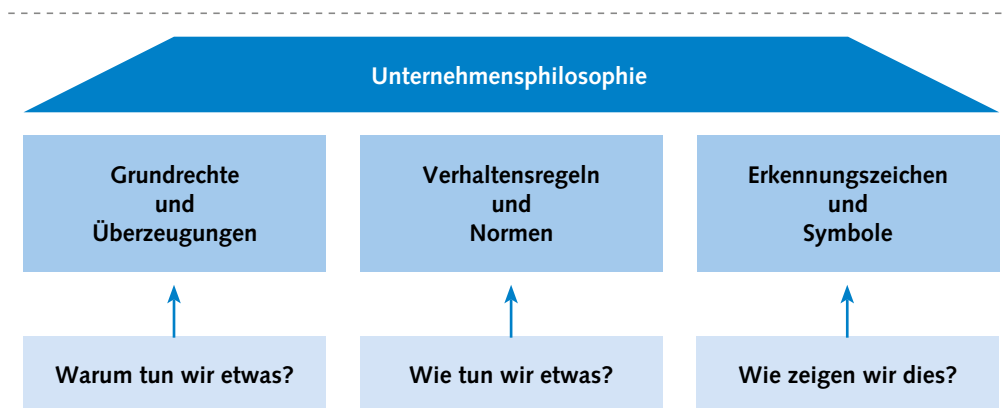 Unternehmensphilosophie
Grundrechte
und
Überzeugungen
Verhaltensregeln
und
Normen
Erkennungszeichen
und
Symbole
Warum tun wir etwas?
Wie tun wir etwas?
Wie zeigen wir dies?